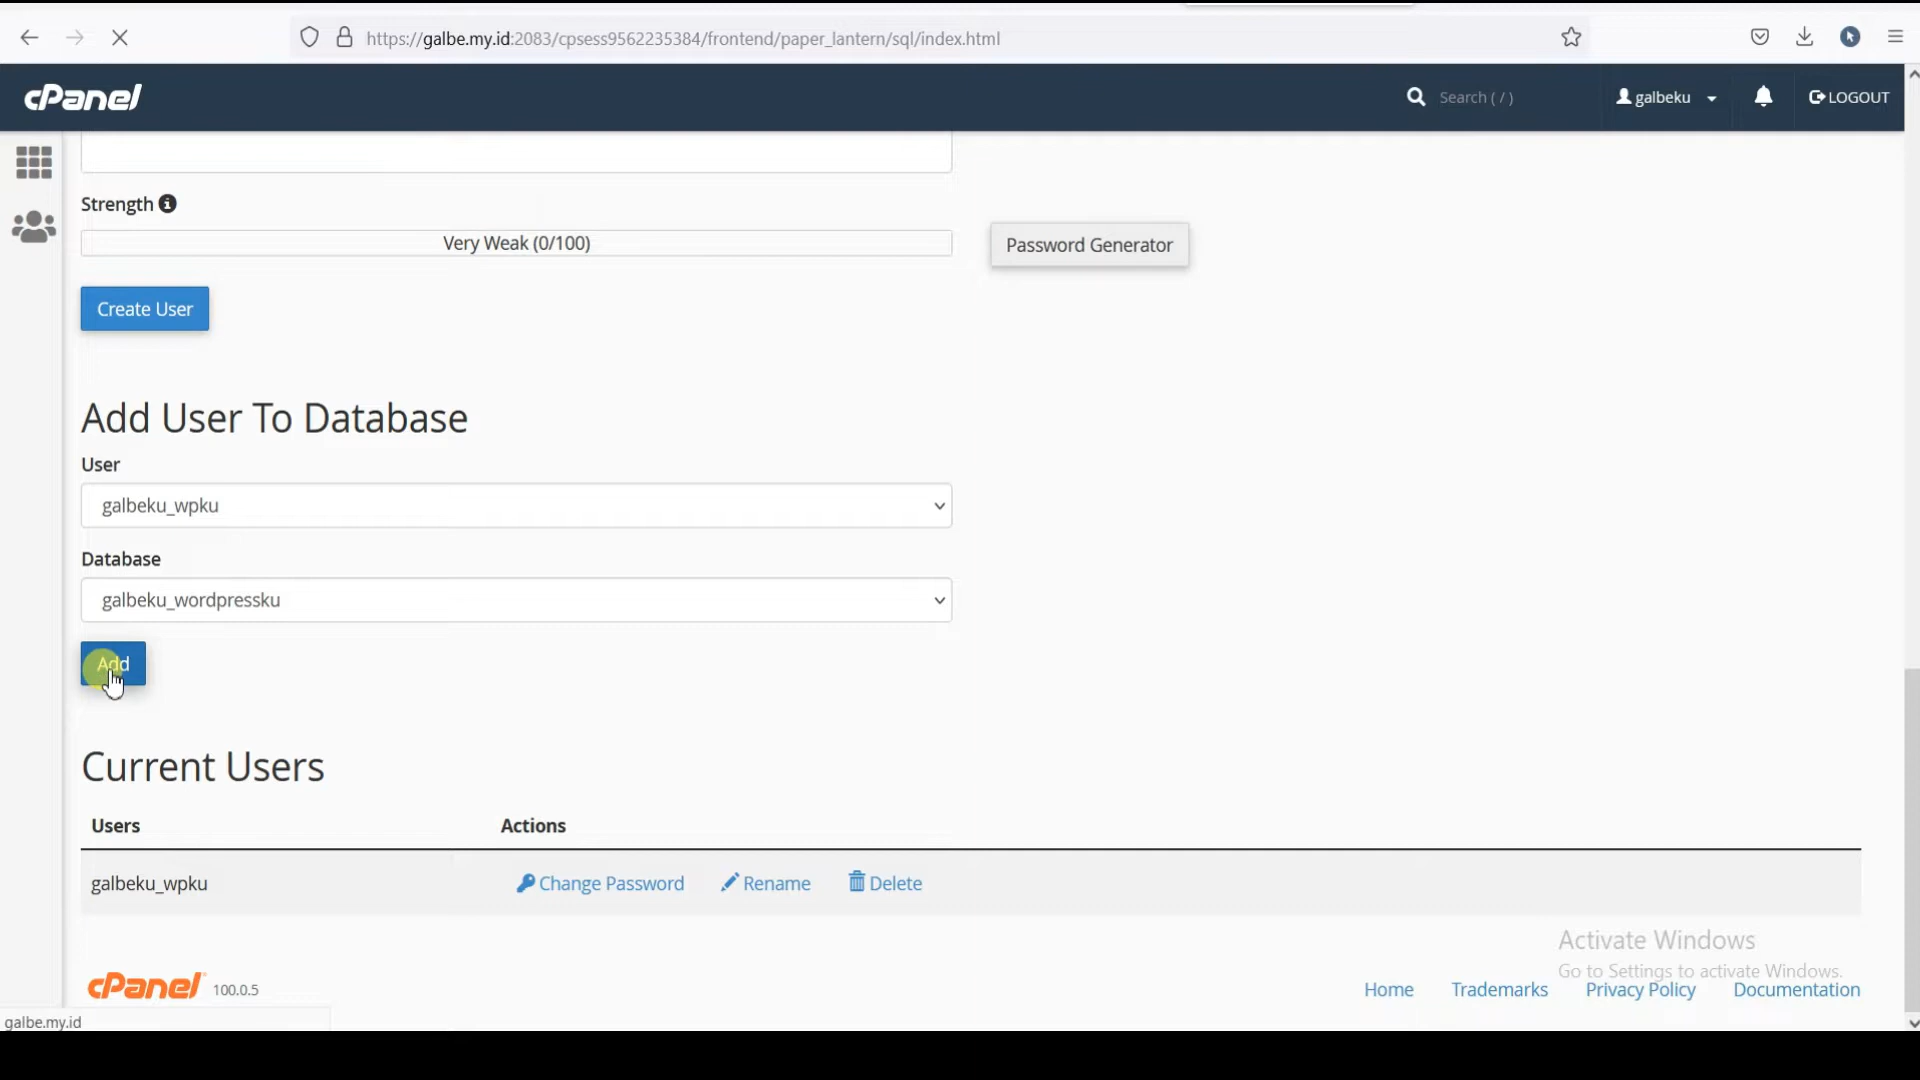 https://galbe.my.id:2083/cpsess9562235384/frontend/paper_lantern/sql/index.html
cPanel
Search ( / )
galbeku
LOGOUT
Strength
Very Weak (0/100)
Password Generator
Create User
Add User To Database
User
galbeku_wpku
Database
galbeku_wordpressku
Add
Current Users
Users Actions
galbeku_wpku Change Password Rename Delete
Activate Windows
Go to Settings to activate Windows.
cPanel 100.0.5
Home Trademarks Privacy Policy Documentation
galbe.my.id